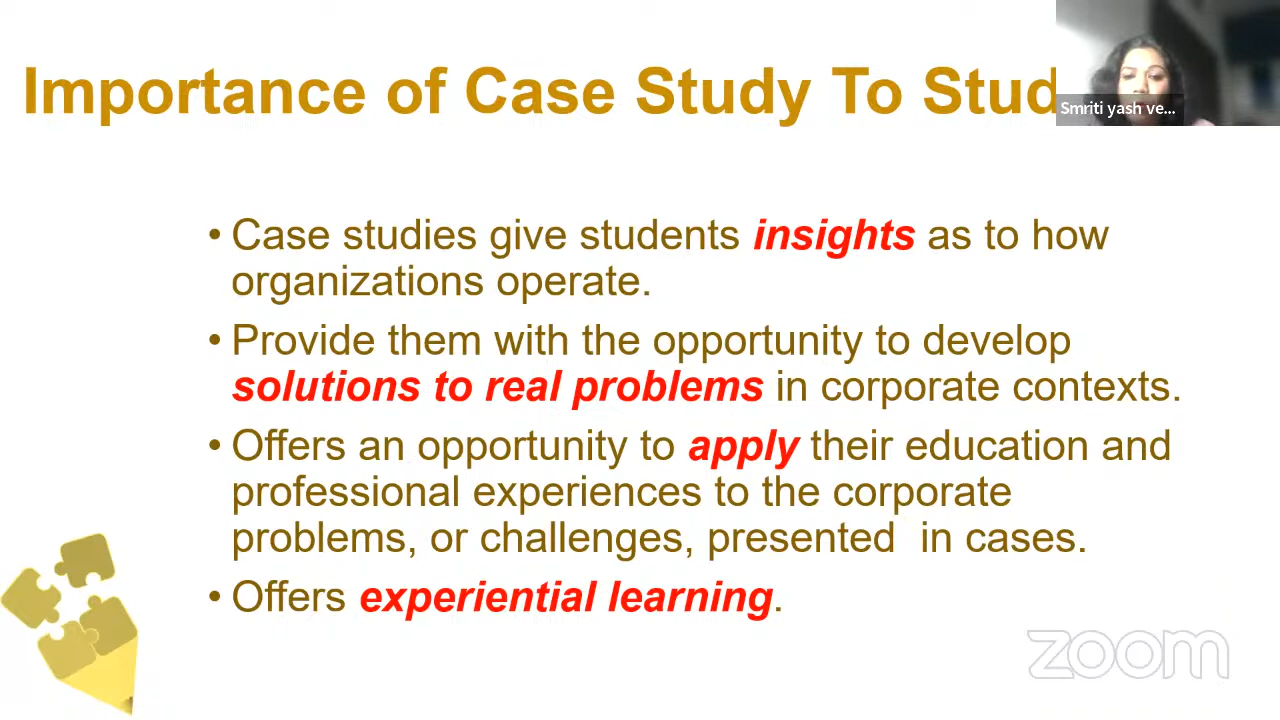 Importance of Case Study To Stud
Smriti yash ve...
• Case studies give students insights as to how
organizations operate.
• Provide them with the opportunity to develop
solutions to real problems in corporate contexts.
• Offers an opportunity to apply their education and
professional experiences to the corporate
problems, or challenges, presented  in cases.
• Offers experiential learning.
zoom